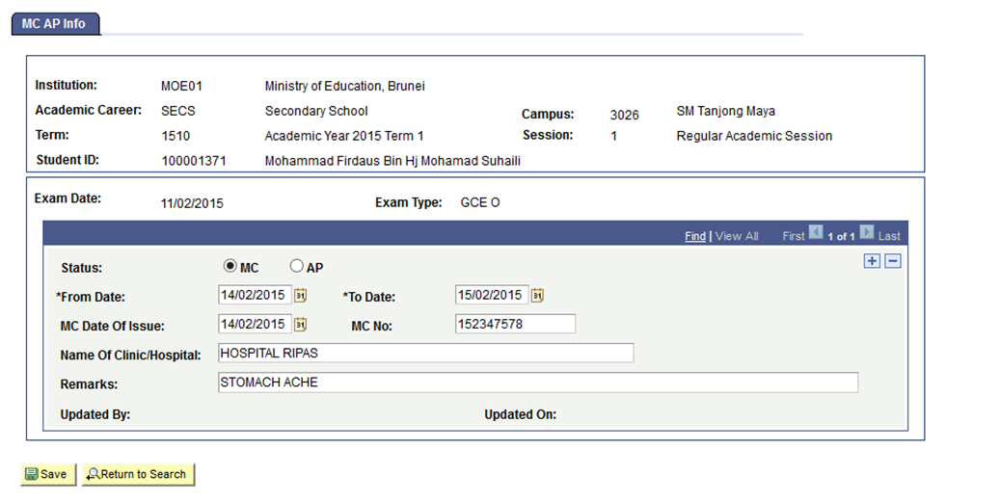 MC AP Info
Institution: MOE01 Ministry of Education, Brunei
Academic Career: SECS Secondary School Campus: 3026 SM Tanjong Maya
Term: 1510 Academic Year 2015 Term 1 Session: 1 Regular Academic Session
Student ID: 100001371 Mohammad Firdaus Bin Hj Mohamad Suhaili
Exam Date: 11/02/2015 Exam Type: GCE O
Find | View All First 1 of 1 Last
Status: MC AP
*From Date: 14/02/2015 31 *To Date: 15/02/2015 31
MC Date Of Issue: 14/02/2015 31 MC No: 152347578
Name Of Clinic/Hospital: HOSPITAL RIPAS
Remarks: STOMACH ACHE
Updated By: Updated On:
Save Return to Search